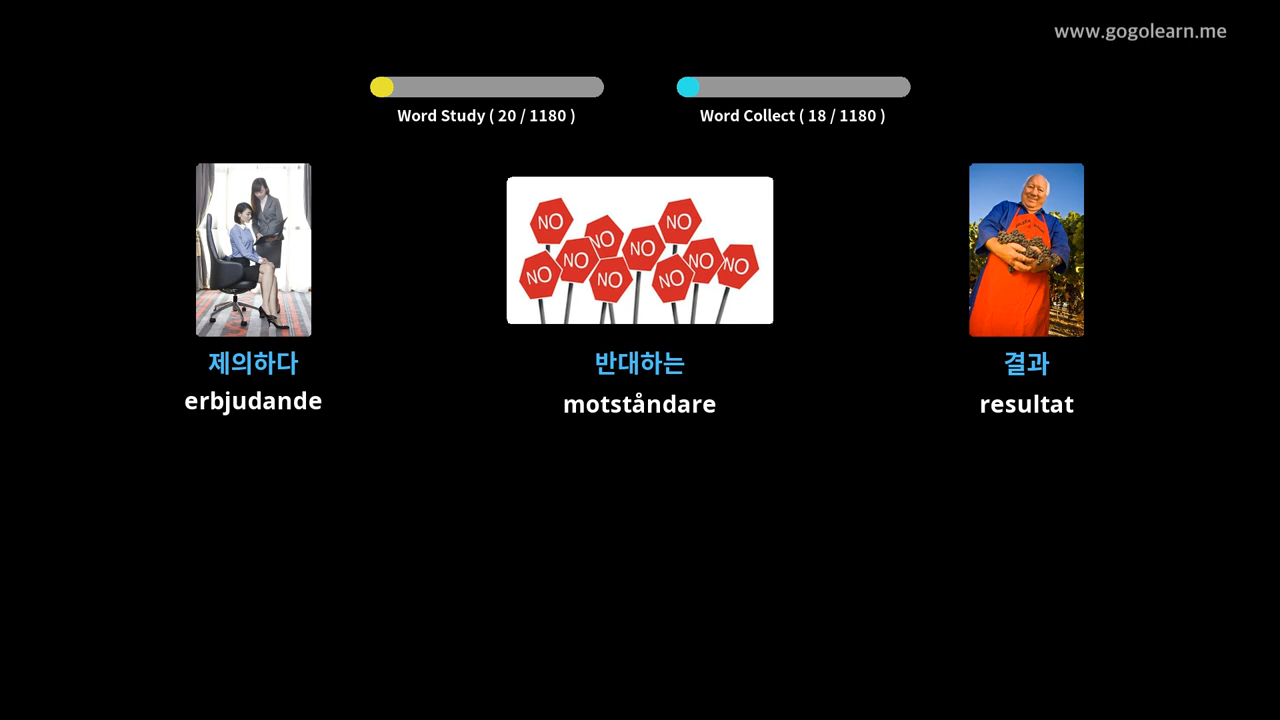 www.gogolearn.me
Word Study ( 20 / 1180 )
Word Collect ( 18 / 1180 )
NO
NO
NO
NO
NO
NO
NO
NO
NO
NO
제의하다
반대하는
결과
erbjudande
motståndare
resultat